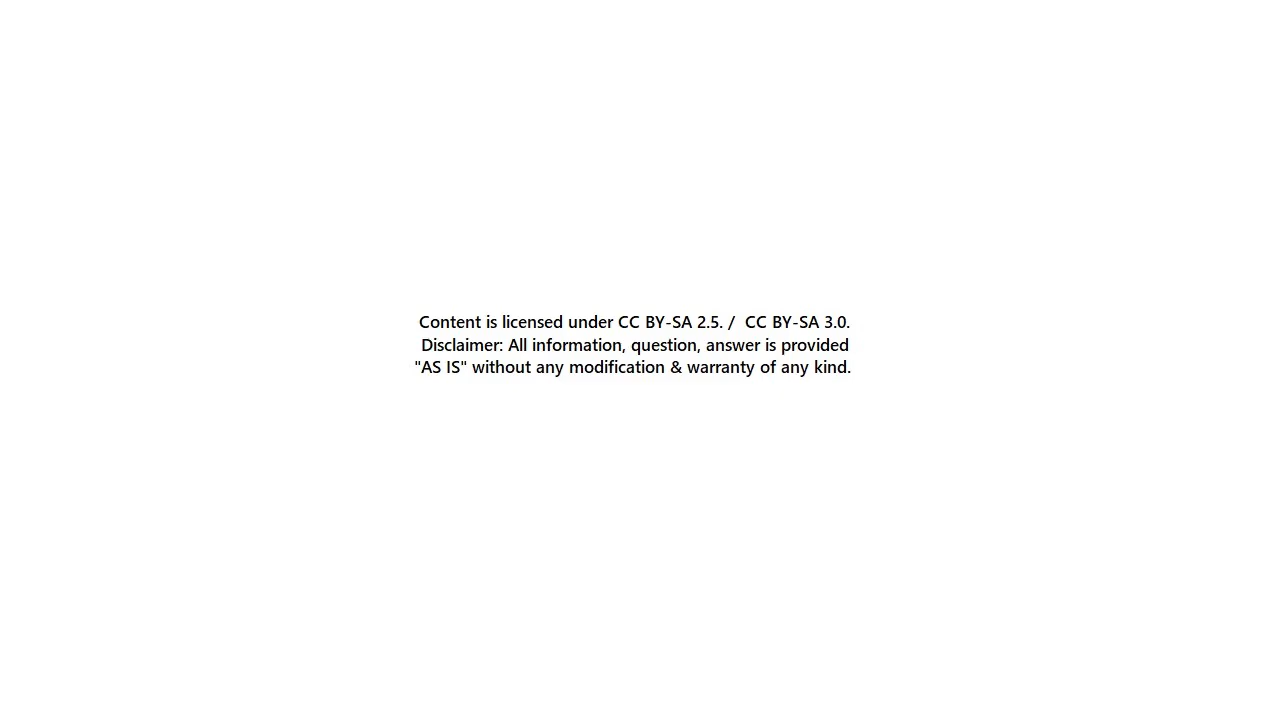 Content is licensed under CC BY-SA 2.5. /  CC BY-SA 3.0.
Disclaimer: All information, question, answer is provided
"AS IS" without any modification & warranty of any kind.